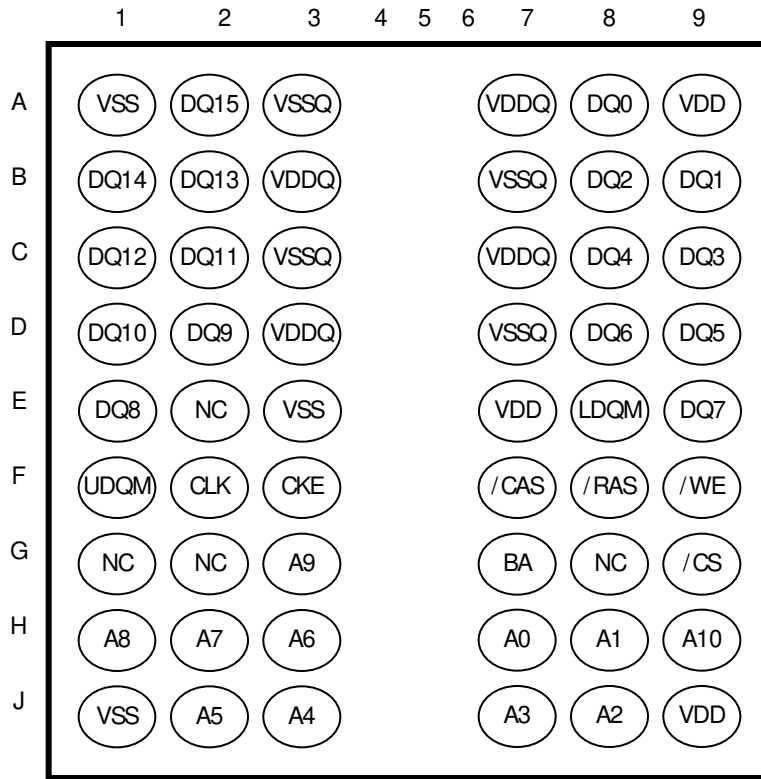 1 2 3 4 5 6 7 8 9
A VSS DQ15 VSSQ VDDQ DQ0 VDD
B DQ14 DQ13 VDDQ VSSQ DQ2 DQ1
C DQ12 DQ11 VSSQ VDDQ DQ4 DQ3
D DQ10 DQ9 VDDQ VSSQ DQ6 DQ5
E DQ8 NC VSS VDD LDQM DQ7
F UDQM CLK CKE /CAS /RAS /WE
G NC NC A9 BA NC /CS
H A8 A7 A6 A0 A1 A10
J VSS A5 A4 A3 A2 VDD